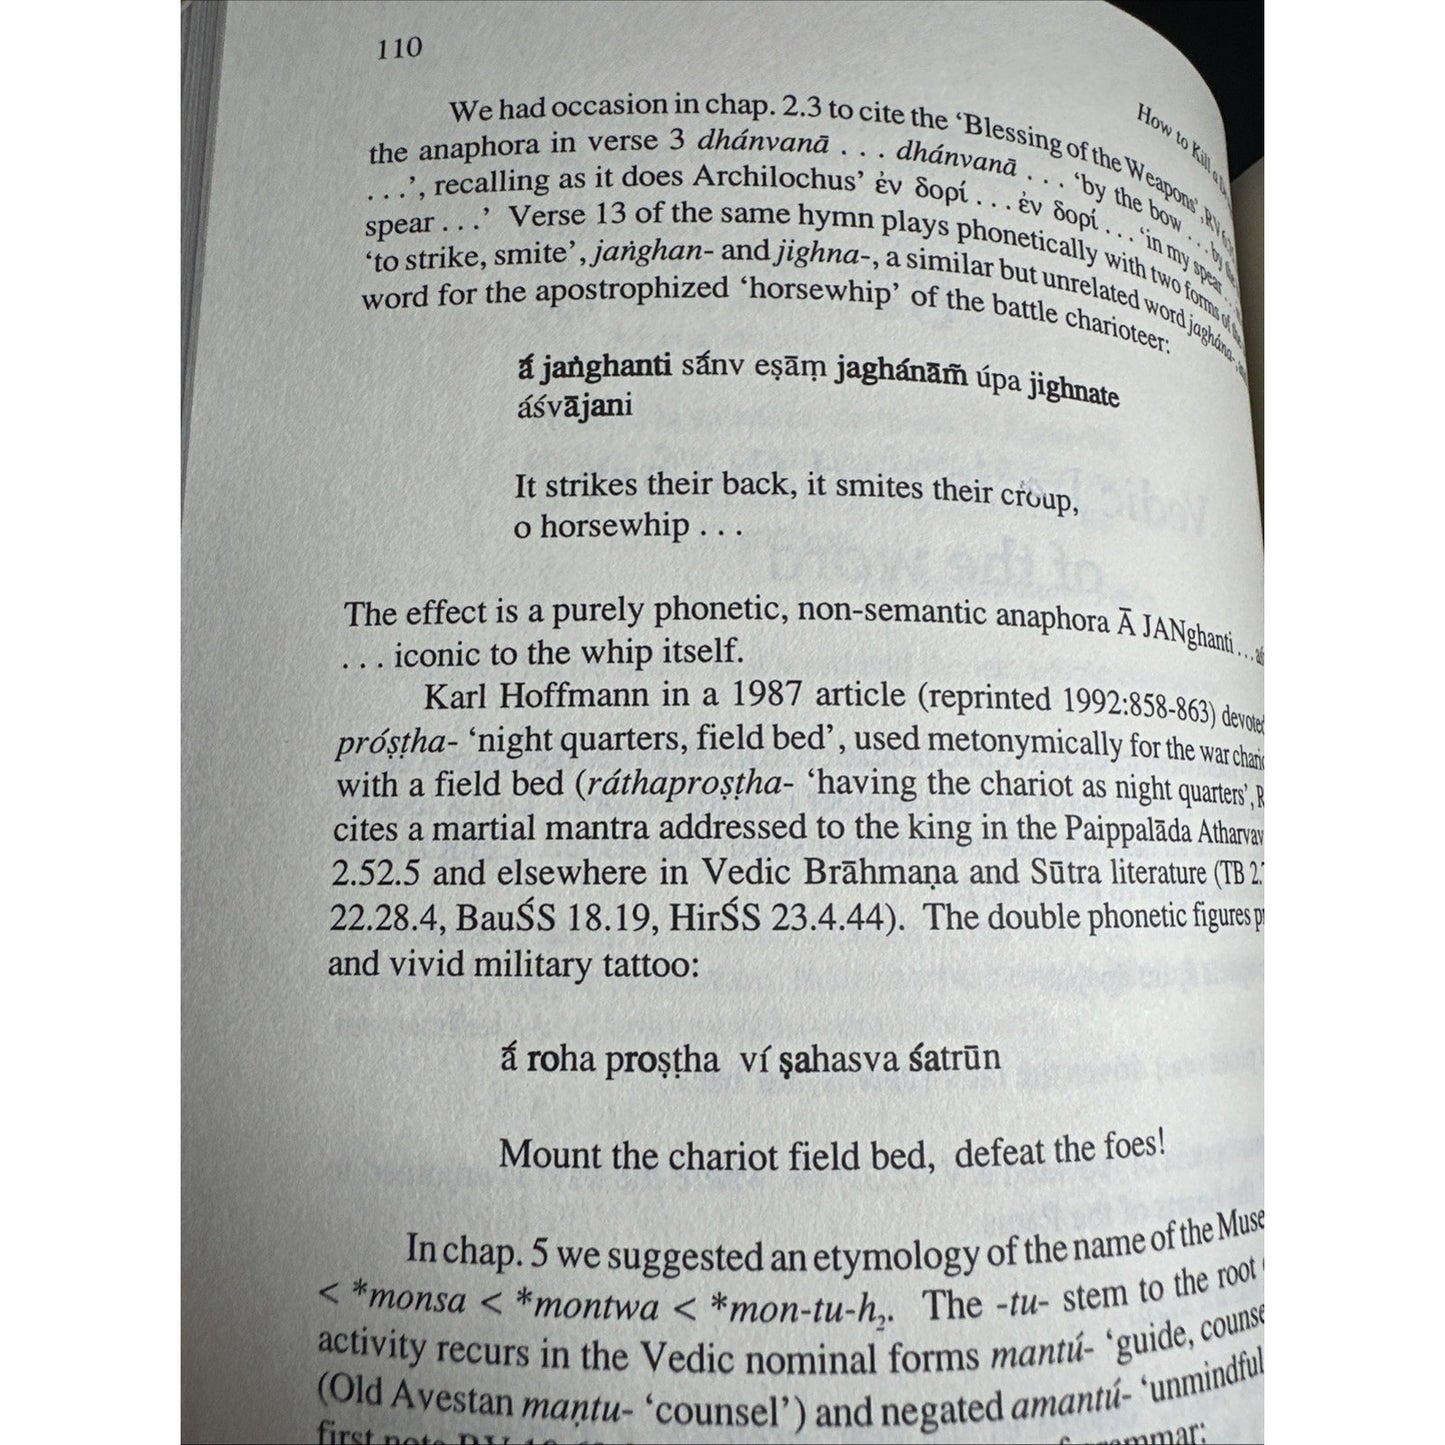 110
How to Kill a
We had occasion in chap. 2.3 to cite the ‘Blessing of the Weapons’, RV
the anaphora in verse 3 dhánvanā . . . dhánvanā . . . ‘by the bow . . . by the
. . .’, recalling as it does Archilochus’ ἐν δορί . . . ἐν δορί . . . ‘in my spear . . .
spear . . .’ Verse 13 of the same hymn plays phonetically with two forms of the
‘to strike, smite’, jaṅghan- and jighna-, a similar but unrelated word jaghána-,
word for the apostrophized ‘horsewhip’ of the battle charioteer:
ā́ jaṅghanti sā́nv eṣāṃ jaghánām̐ úpa jighnate
áśvājani
It strikes their back, it smites their croup,
o horsewhip . . .
The effect is a purely phonetic, non-semantic anaphora Ā JANghanti . . .
. . . iconic to the whip itself.
Karl Hoffmann in a 1987 article (reprinted 1992:858-863) devoted
próṣṭha- ‘night quarters, field bed’, used metonymically for the war
with a field bed (ráthaproṣṭha- ‘having the chariot as night quarters’,
cites a martial mantra addressed to the king in the Paippalāda
2.52.5 and elsewhere in Vedic Brāhmaṇa and Sūtra literature (TB
22.28.4, BauŚS 18.19, HirŚS 23.4.44). The double phonetic figures
and vivid military tattoo:
ā́ roha proṣṭha ví ṣahasva śatrūn
Mount the chariot field bed, defeat the foes!
In chap. 5 we suggested an etymology of the name of the Muse
< *monsa < *montwa < *mon-tu-h₂. The -tu- stem to the root
activity recurs in the Vedic nominal forms mantú- ‘guide,
(Old Avestan maṇtu- ‘counsel’) and negated amantú- ‘unmindful
first note RV